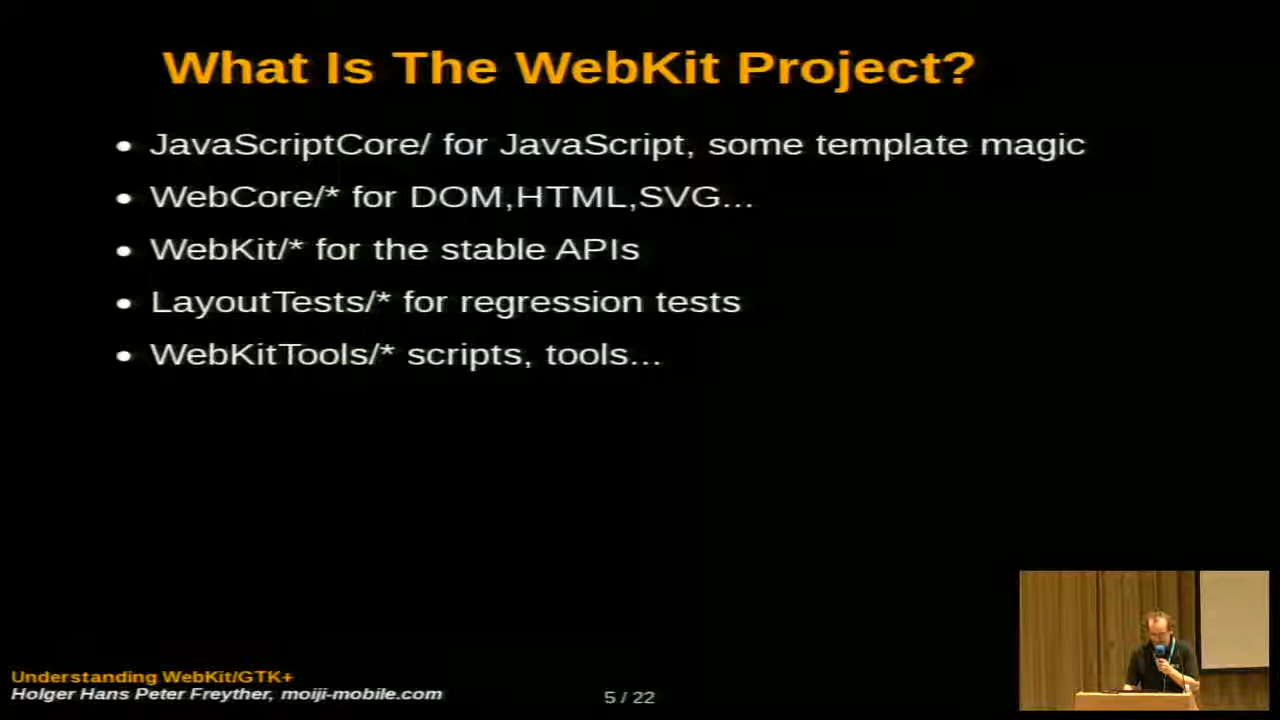 What Is The WebKit Project?
JavaScriptCore/ for JavaScript, some template magic
WebCore/* for DOM,HTML,SVG...
WebKit/* for the stable APIs
LayoutTests/* for regression tests
WebKitTools/* scripts, tools...
Understanding WebKit/GTK+
Holger Hans Peter Freyther, moiji-mobile.com
5 / 22